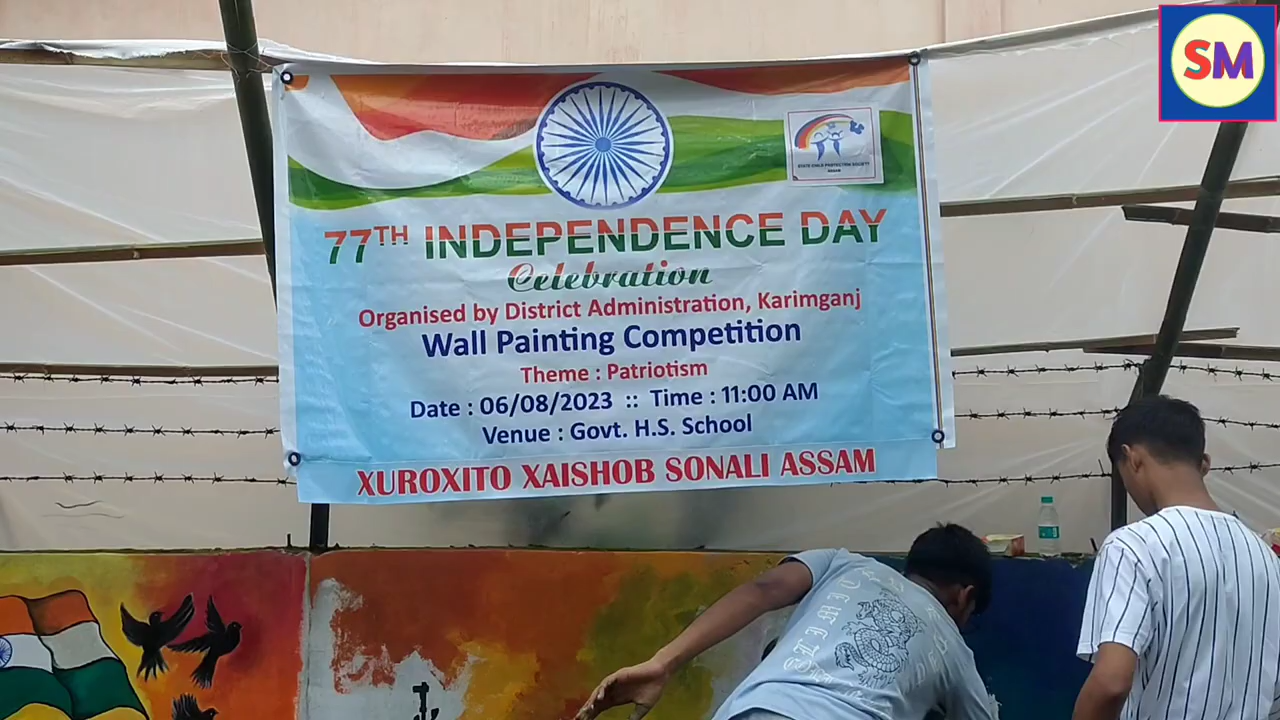 SM
STATE CHILD PROTECTION SOCIETY
ASSAM
77TH INDEPENDENCE DAY
Celebration
Organised by District Administration, Karimganj
Wall Painting Competition
Theme : Patriotism
Date : 06/08/2023 :: Time : 11:00 AM
Venue : Govt. H.S. School
XUROXITO XAISHOB SONALI ASSAM